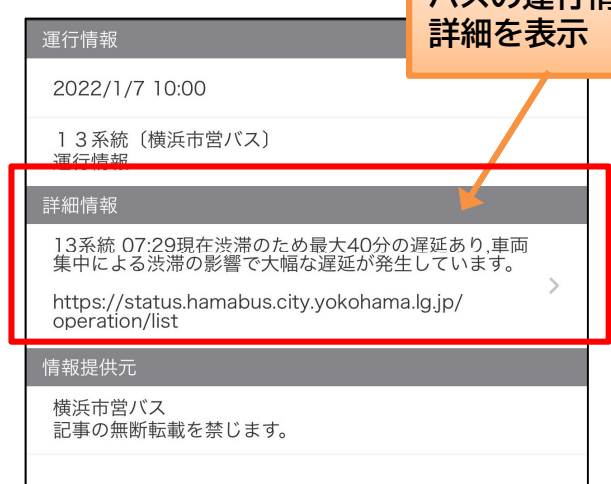 バスの運行情
詳細を表示
運行情報
2022/1/7 10:00
１３系統〔横浜市営バス〕
運行情報
詳細情報
13系統 07:29現在渋滞のため最大40分の遅延あり,車両
集中による渋滞の影響で大幅な遅延が発生しています。
https://status.hamabus.city.yokohama.lg.jp/
operation/list
情報提供元
横浜市営バス
記事の無断転載を禁じます。